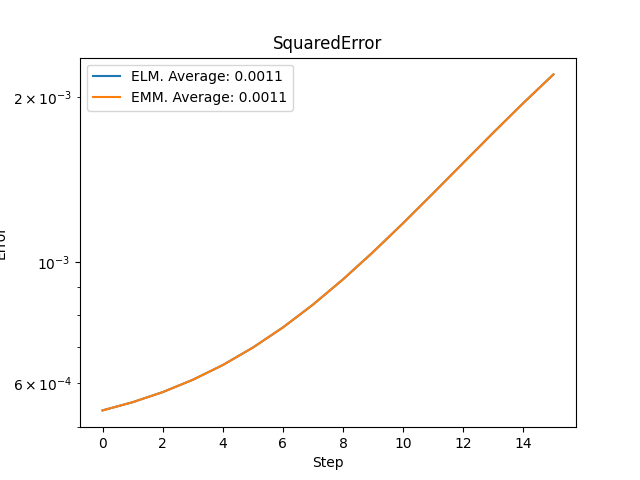 SquaredError
ELM. Average: 0.0011
EMM. Average: 0.0011
2 × 10⁻³
10⁻³
6 × 10⁻⁴
Error
0 2 4 6 8 10 12 14
Step